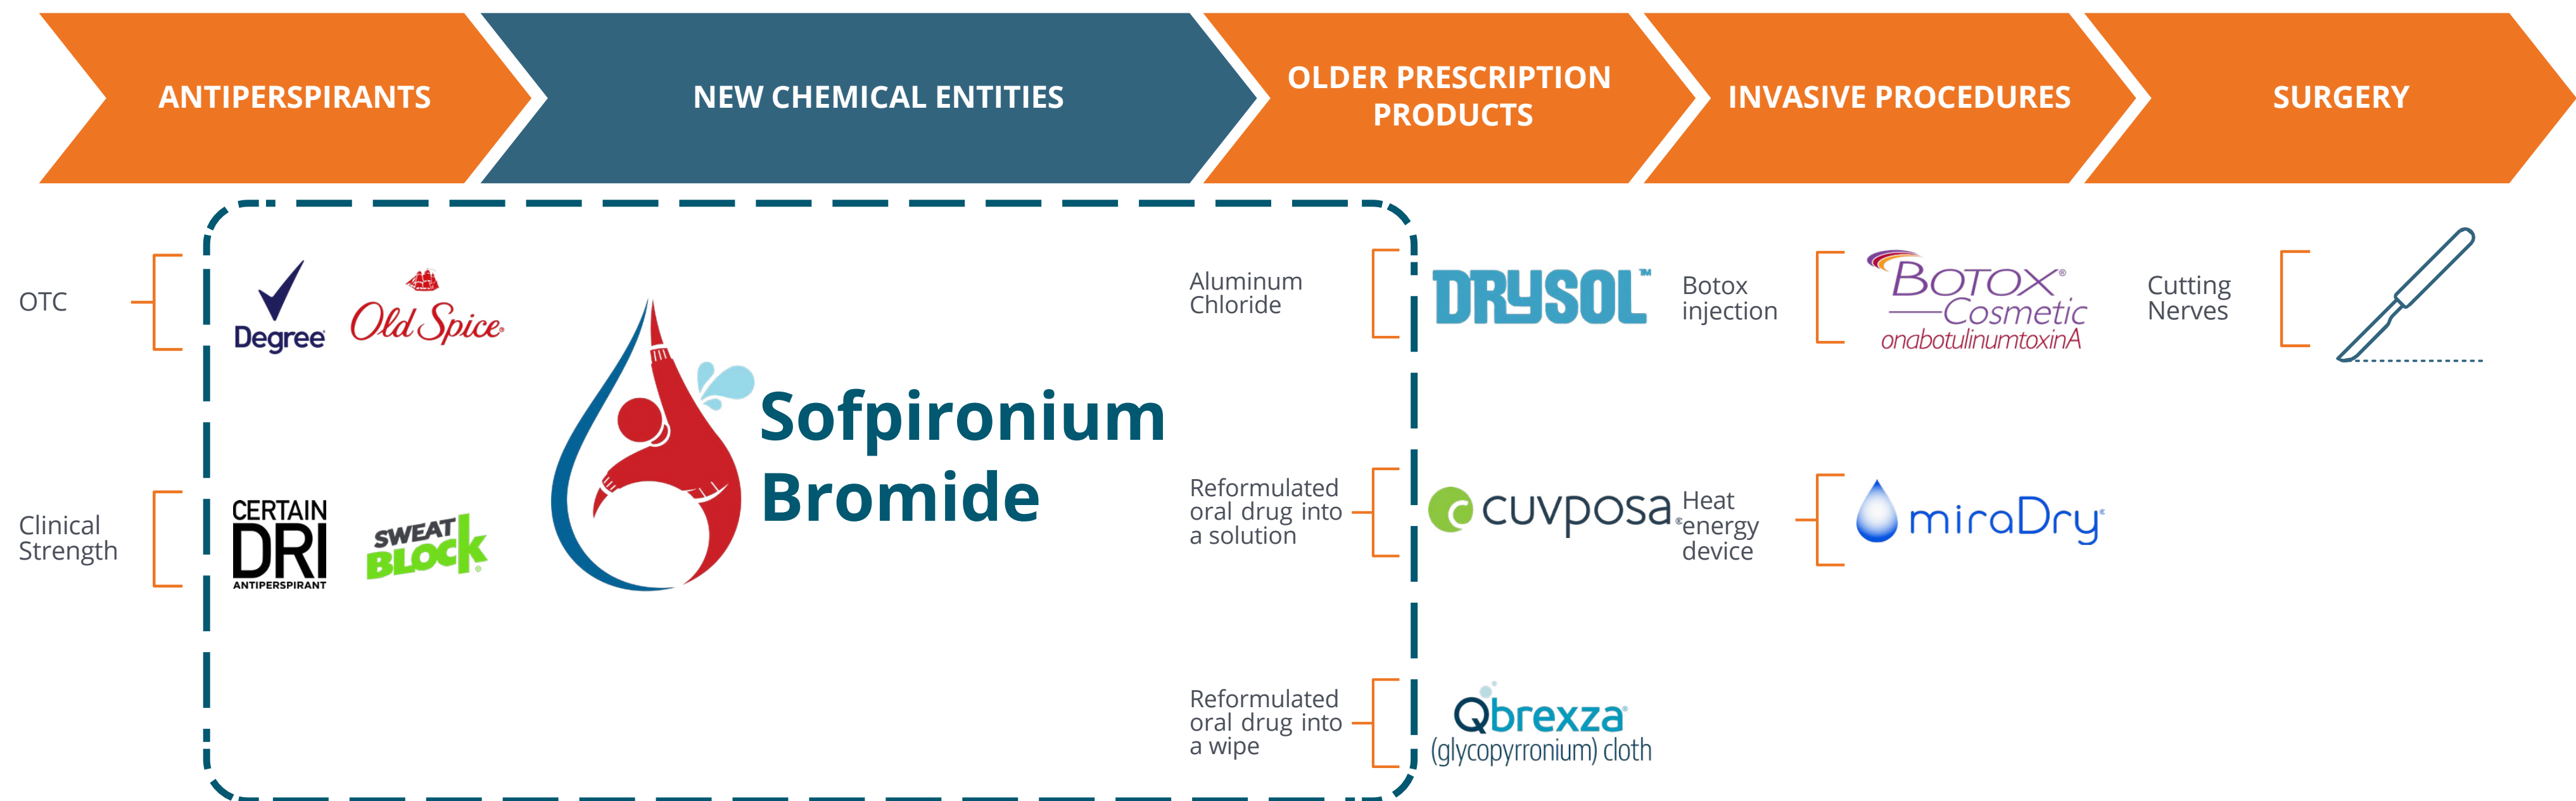 ANTIPERSPIRANTS
NEW CHEMICAL ENTITIES
OLDER PRESCRIPTION
PRODUCTS
INVASIVE PROCEDURES
SURGERY
OTC
Degree
Old Spice
Clinical
Strength
CERTAIN
DRI
ANTIPERSPIRANT
SWEAT
BLOCK
Sofpironium
Bromide
Aluminum
Chloride
DRYSOL™
Reformulated
oral drug into
a solution
cuvposa®
Reformulated
oral drug into
a wipe
Qbrexza®
(glycopyrronium) cloth
Botox
injection
BOTOX®
Cosmetic
onabotulinumtoxinA
Heat
energy
device
miraDry®
Cutting
Nerves